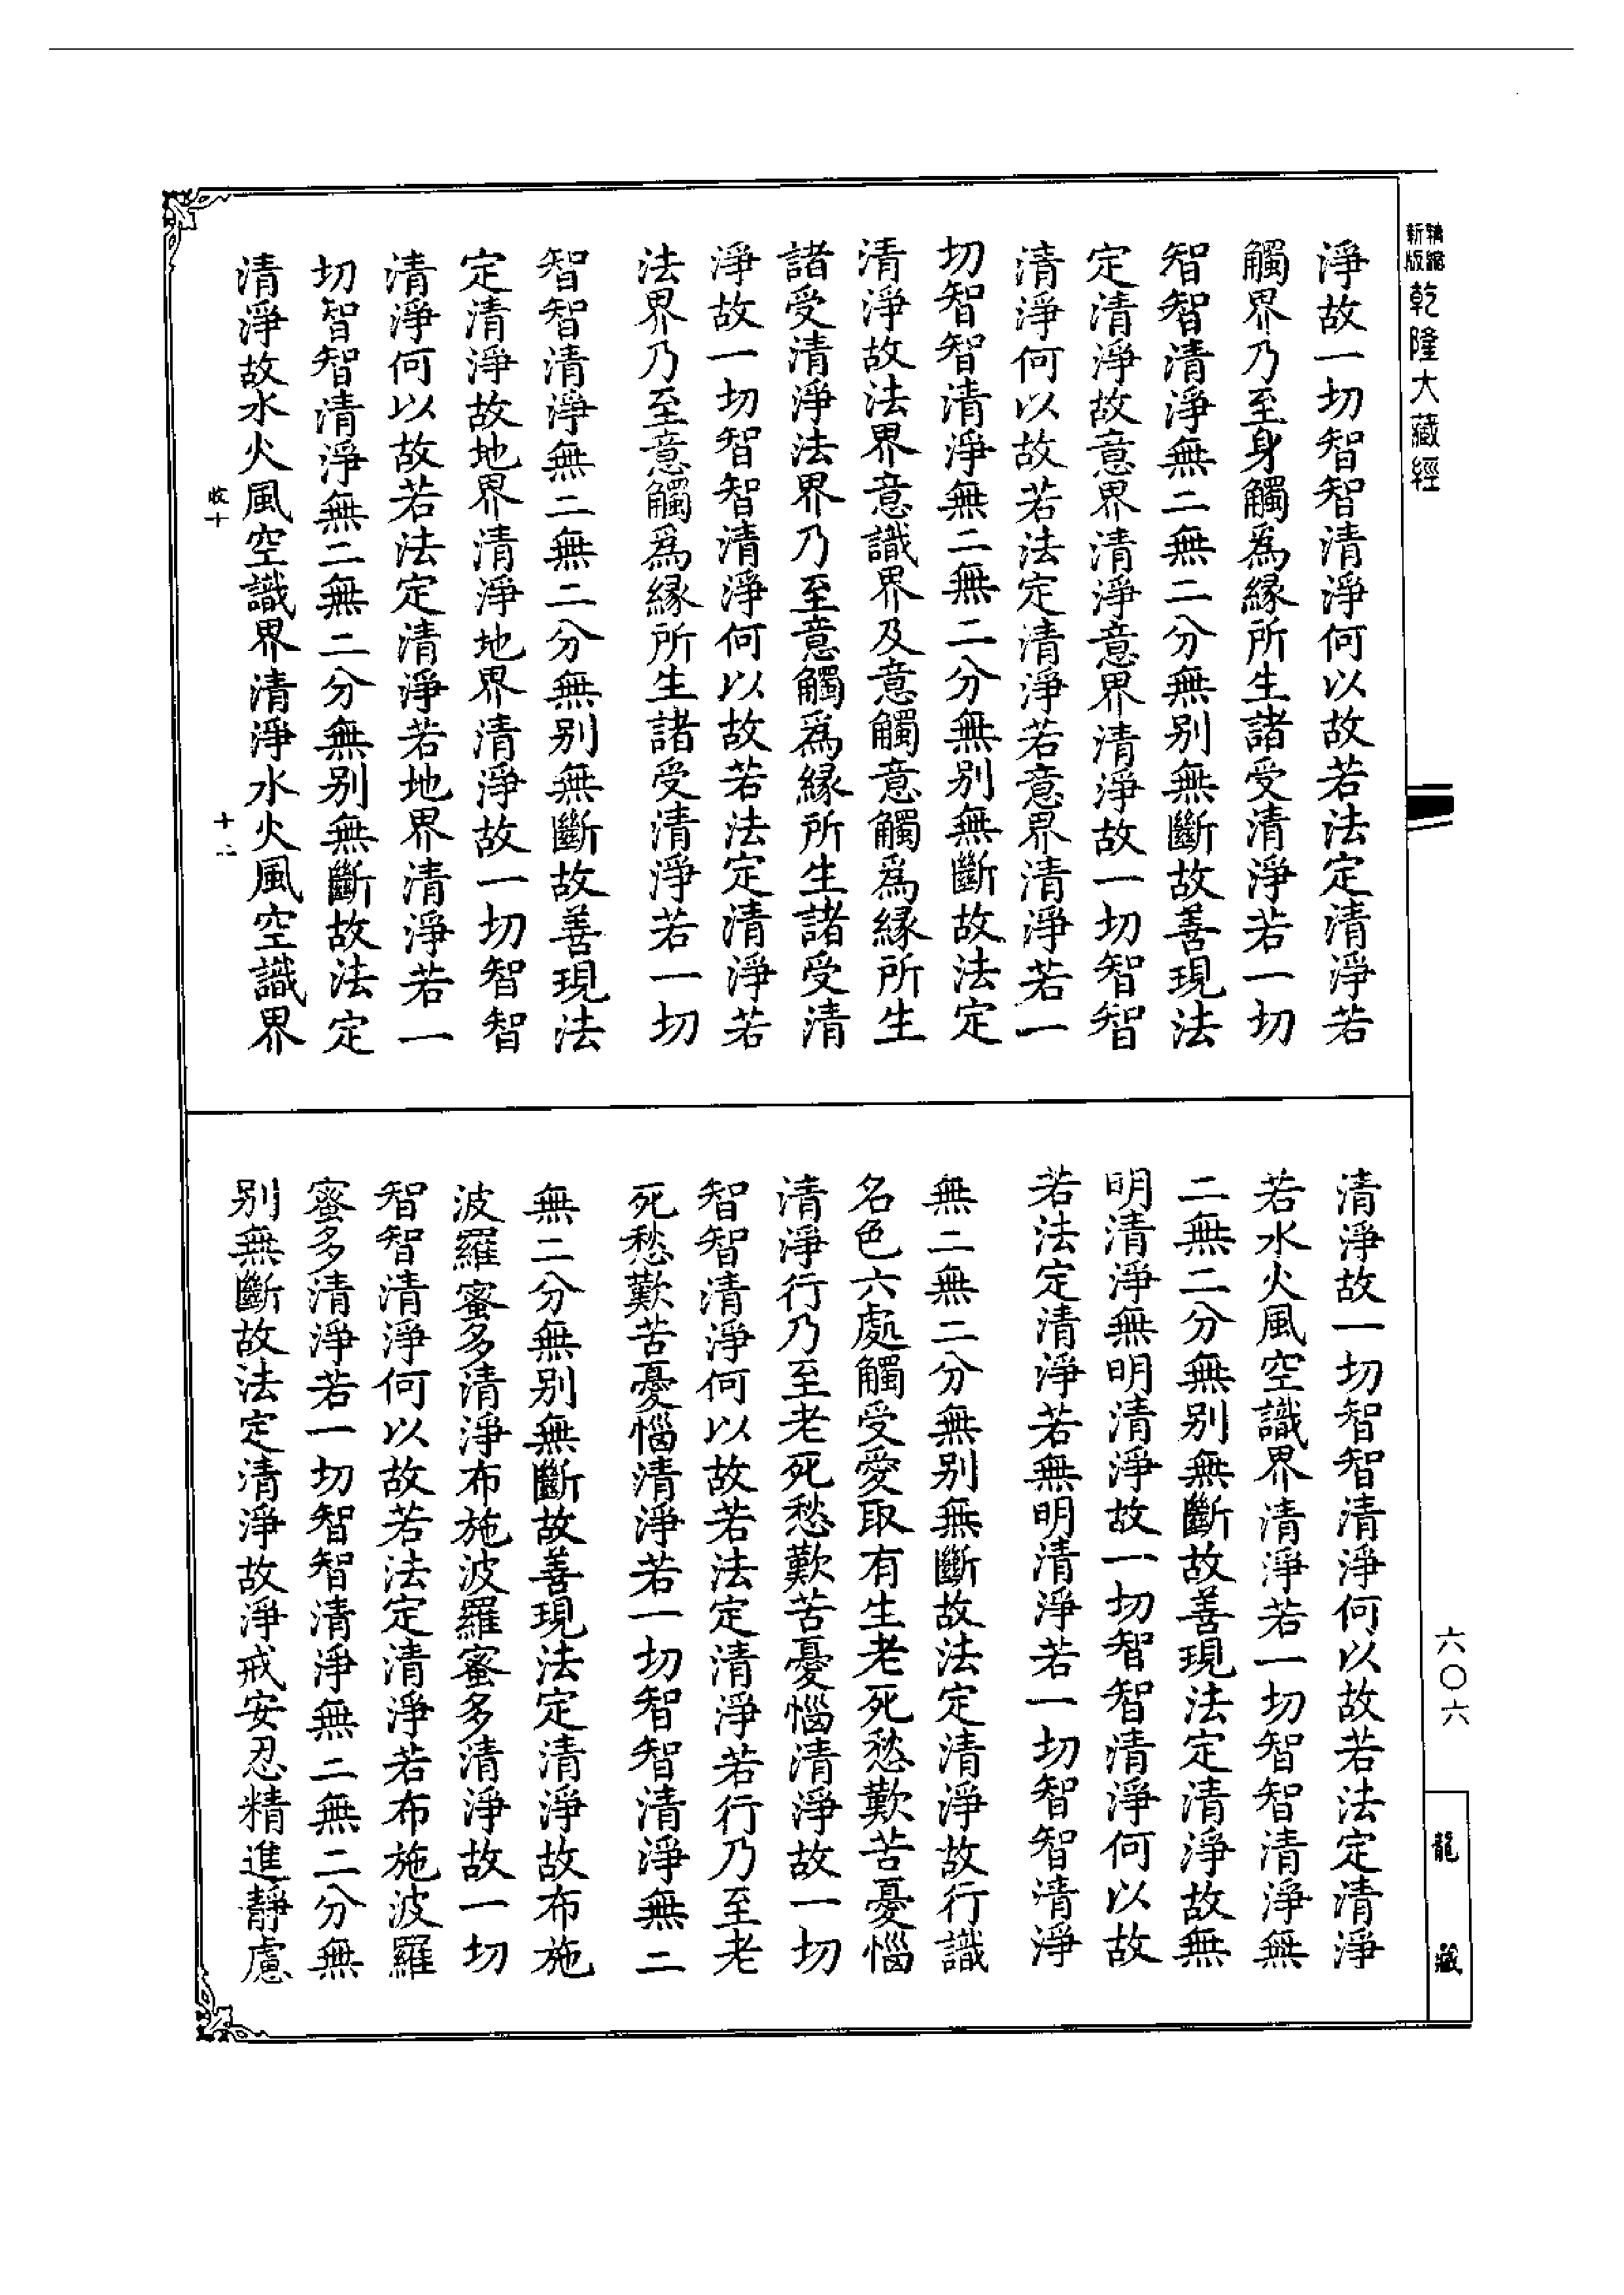 新版
乾隆大藏經
淨故一切智智清淨何以故若法定清淨若
觸界乃至身觸爲緣所生諸受清淨若一切
智智清淨無二無二分無別無斷故善現法
定清淨故意界清淨意界清淨故一切智智
清淨何以故若法定清淨若意界清淨若一
切智智清淨無二無二分無別無斷故法定
清淨故法界意識界及意觸意觸爲緣所生
諸受清淨法界乃至意觸爲緣所生諸受清
淨故一切智智清淨何以故若法定清淨若
法界乃至意觸爲緣所生諸受清淨若一切
智智清淨無二無二分無別無斷故善現法
定清淨故地界清淨地界清淨故一切智智
清淨何以故若法定清淨若地界清淨若一
切智智清淨無二無二分無別無斷故法定
清淨故水火風空識界清淨水火風空識界
收十
清淨故一切智智清淨何以故若法定清淨
若水火風空識界清淨若一切智智清淨無
二無二分無別無斷故善現法定清淨故無
明清淨無明清淨故一切智智清淨何以故
若法定清淨若無明清淨若一切智智清淨
無二無二分無別無斷故法定清淨故行識
名色六處觸受愛取有生老死愁歎苦憂惱
清淨行乃至老死愁歎苦憂惱清淨故一切
智智清淨何以故若法定清淨若行乃至老
死愁歎苦憂惱清淨若一切智智清淨無二
無二分無別無斷故善現法定清淨故布施
波羅蜜多清淨布施波羅蜜多清淨故一切
智智清淨何以故若法定清淨若布施波羅
蜜多清淨若一切智智清淨無二無二分無
別無斷故法定清淨故淨戒安忍精進靜慮
六〇六
龍藏